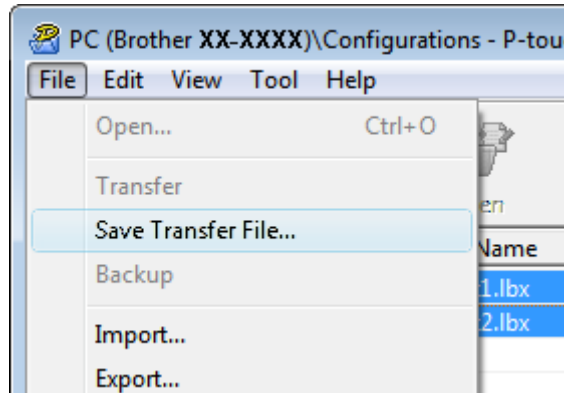 PC (Brother XX-XXXX)\Configurations - P-tou
File Edit View Tool Help
Open... Ctrl+O
Transfer
en
Save Transfer File...
Name
Backup
1.lbx
2.lbx
Import...
Export...